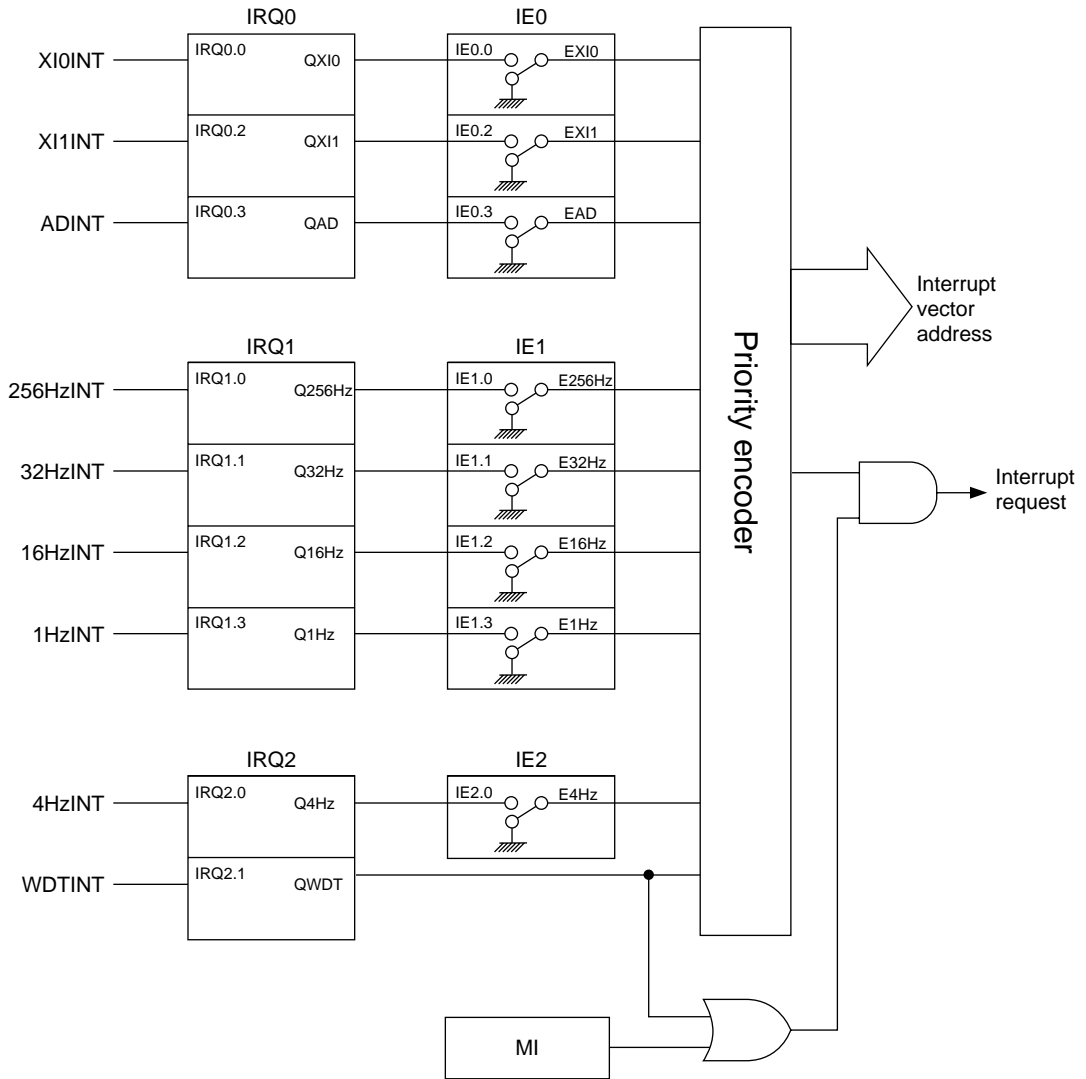 IRQ0 IE0
XI0INT IRQ0.0 QXI0 IE0.0 EXI0
XI1INT IRQ0.2 QXI1 IE0.2 EXI1
ADINT IRQ0.3 QAD IE0.3 EAD
Interrupt
vector
address
IRQ1 IE1
256HzINT IRQ1.0 Q256Hz IE1.0 E256Hz
Priority encoder
32HzINT IRQ1.1 Q32Hz IE1.1 E32Hz
Interrupt
request
16HzINT IRQ1.2 Q16Hz IE1.2 E16Hz
1HzINT IRQ1.3 Q1Hz IE1.3 E1Hz
IRQ2 IE2
4HzINT IRQ2.0 Q4Hz IE2.0 E4Hz
WDTINT IRQ2.1 QWDT
MI